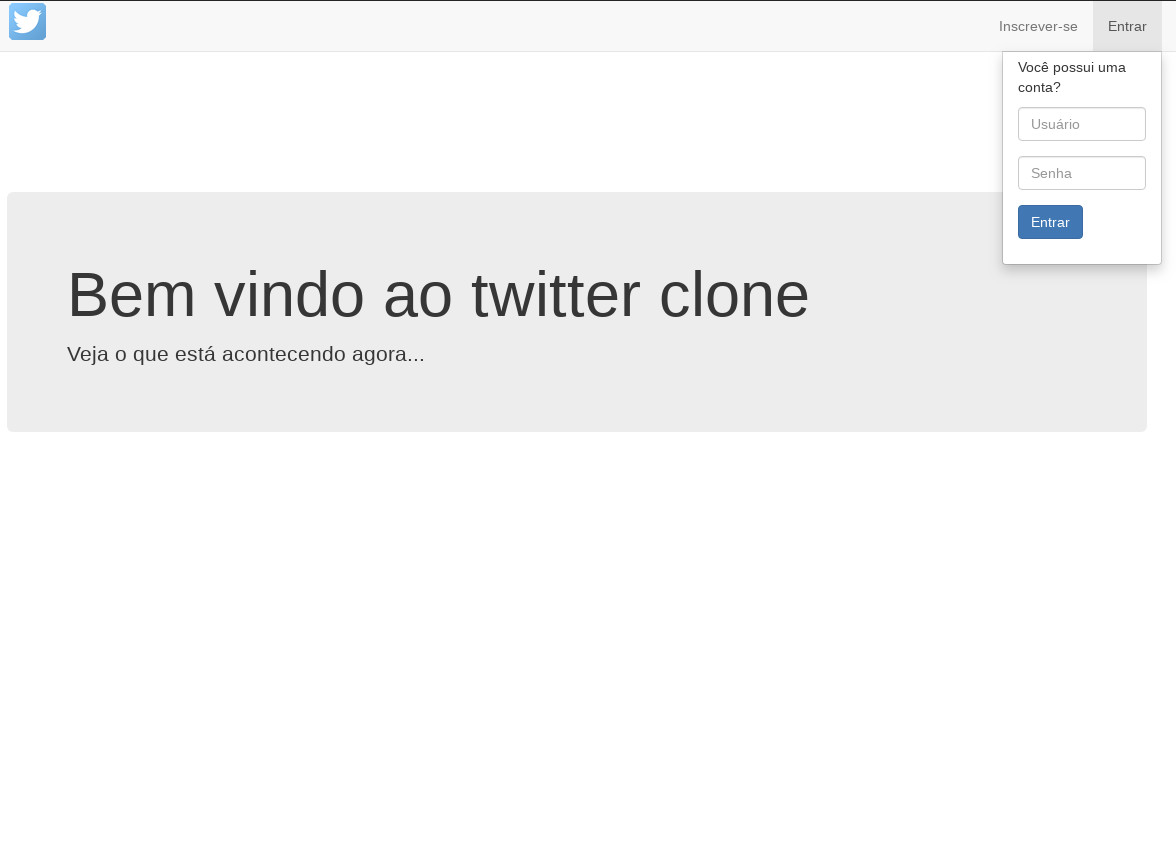 Inscrever-se
Entrar
Você possui uma
conta?
Usuário
Senha
Entrar
Bem vindo ao twitter clone
Veja o que está acontecendo agora...